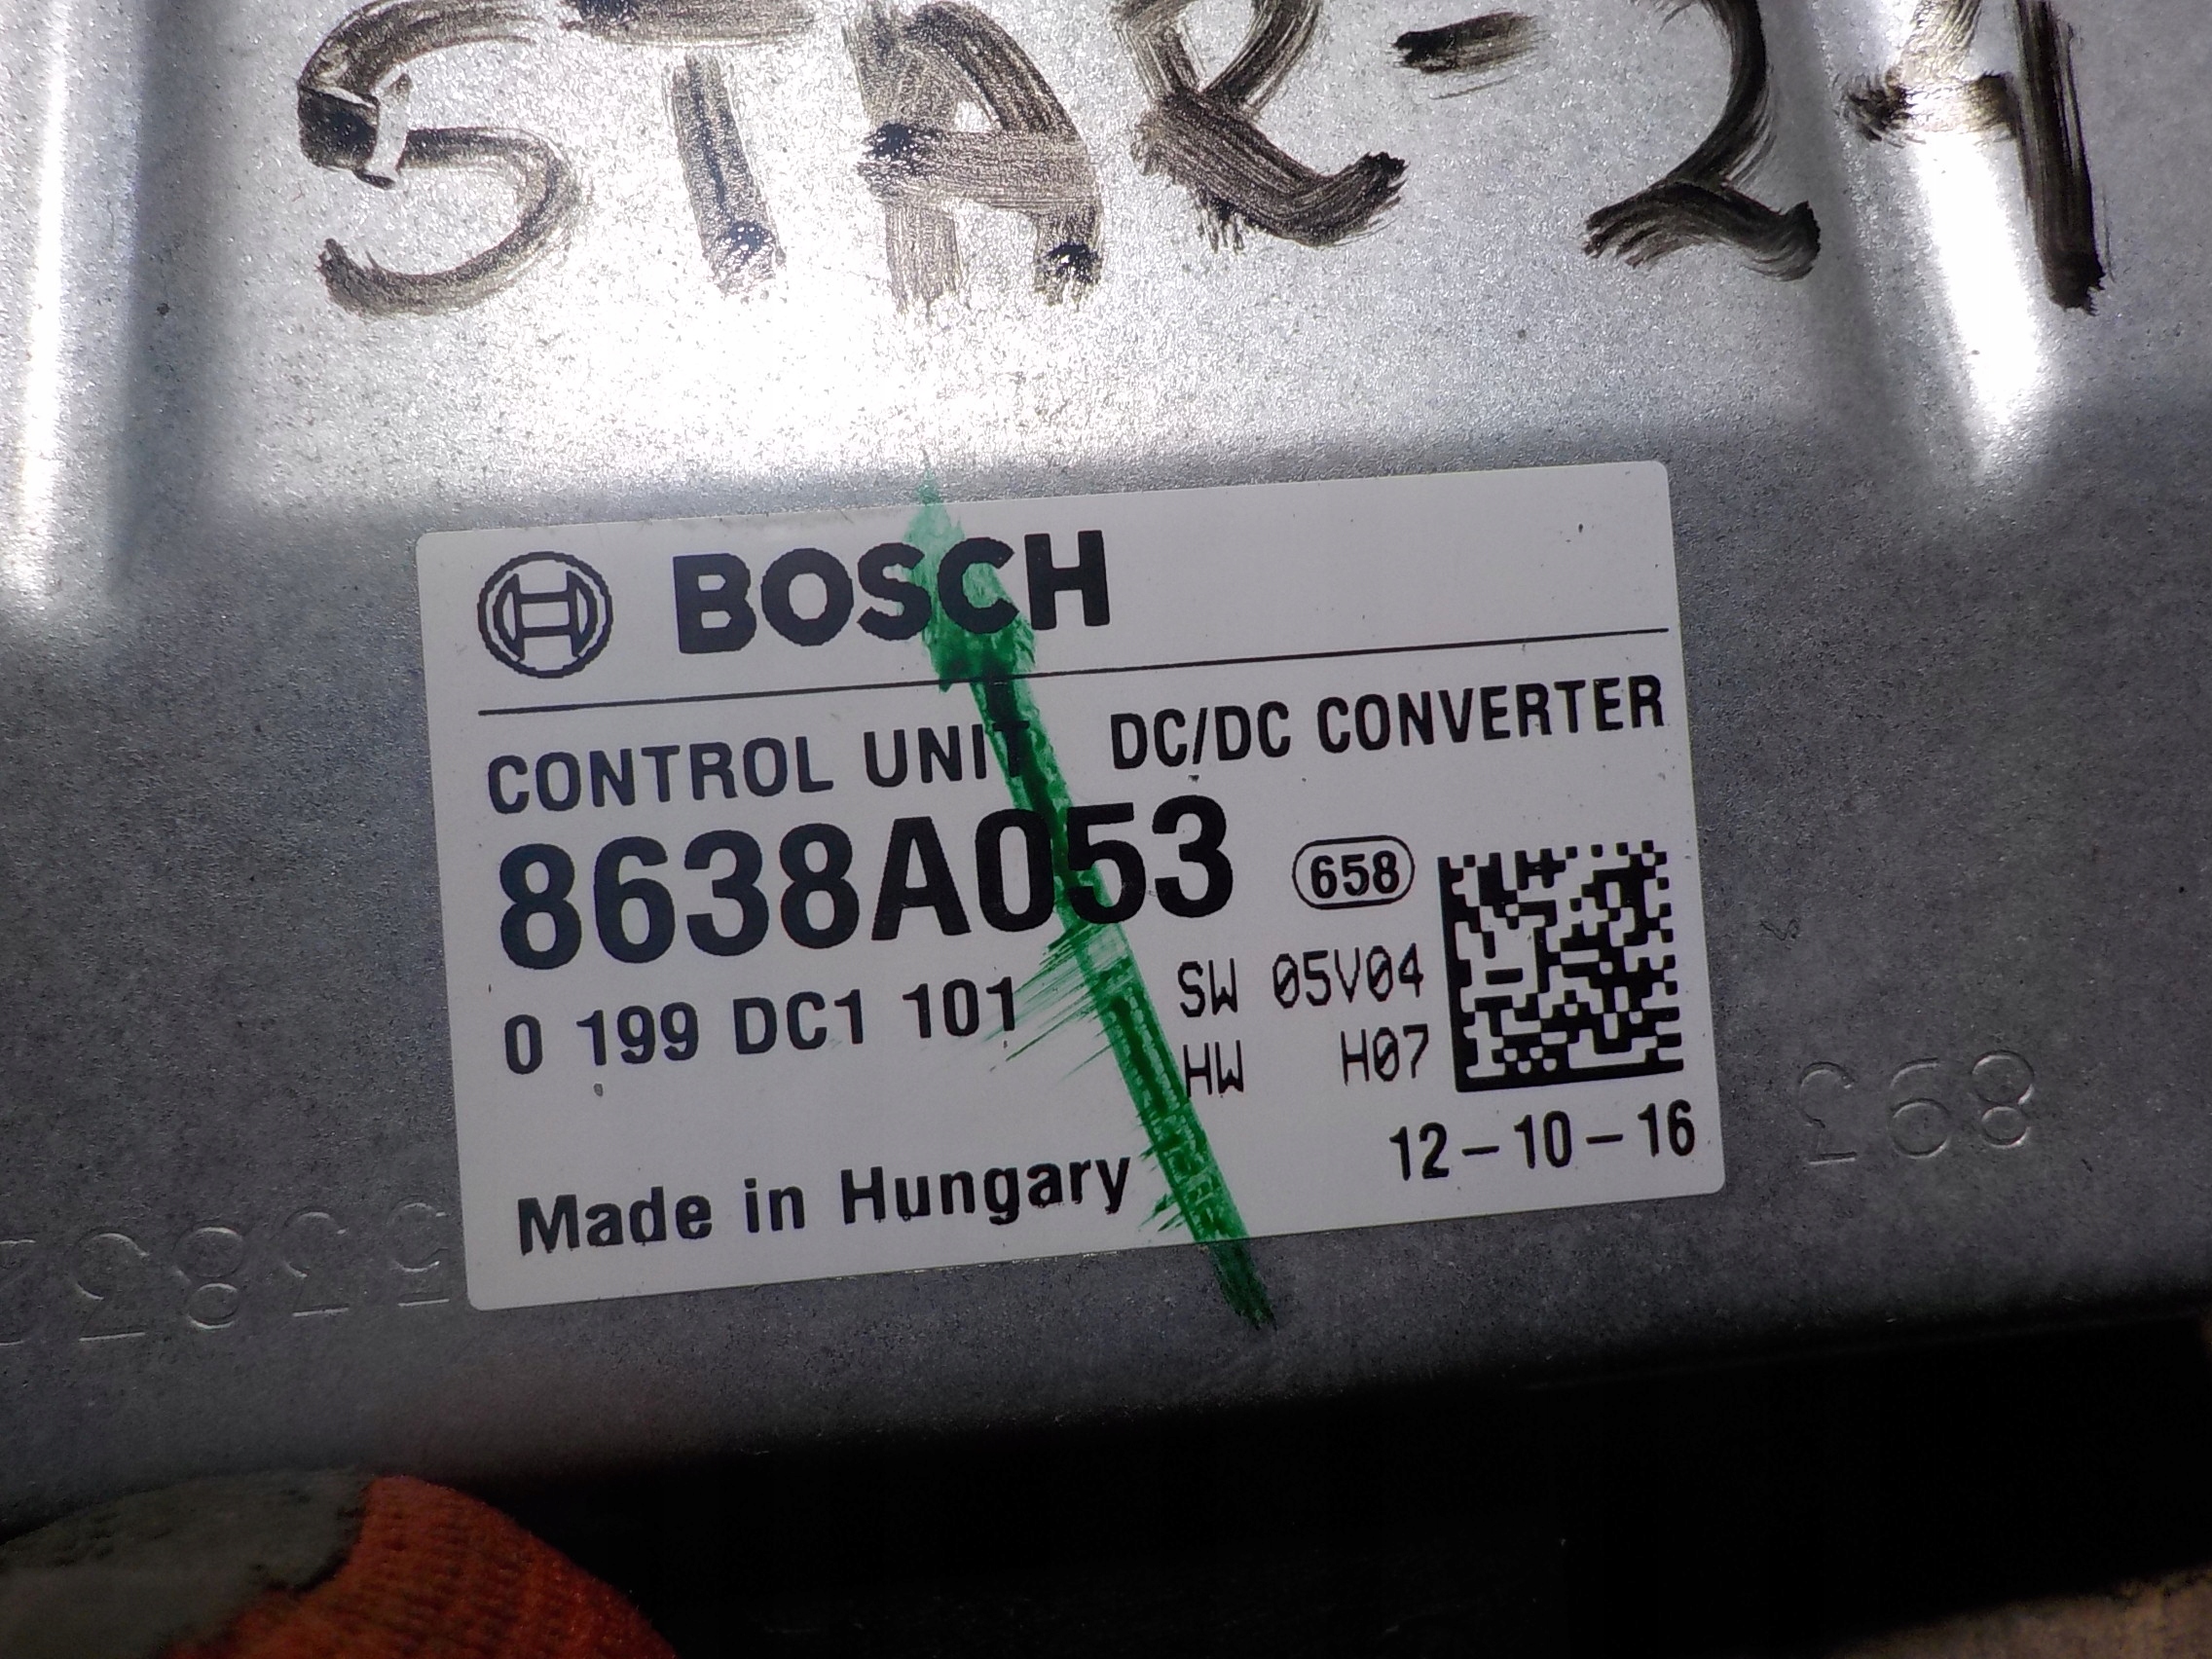 STAR-21
BOSCH
CONTROL UNIT DC/DC CONVERTER
8638A053 658
0 199 DC1 101 SW 05V04
HW H07
12-10-16
Made in Hungary